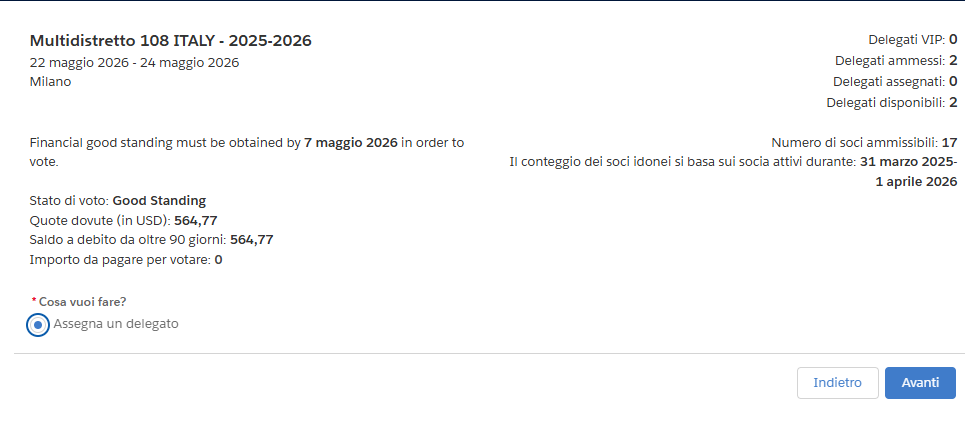 Multidistretto 108 ITALY - 2025-2026
22 maggio 2026 - 24 maggio 2026
Milano
Delegati VIP: 0
Delegati ammessi: 2
Delegati assegnati: 0
Delegati disponibili: 2
Financial good standing must be obtained by 7 maggio 2026 in order to
vote.
Numero di soci ammissibili: 17
Il conteggio dei soci idonei si basa sui socia attivi durante: 31 marzo 2025-
1 aprile 2026
Stato di voto: Good Standing
Quote dovute (in USD): 564,77
Saldo a debito da oltre 90 giorni: 564,77
Importo da pagare per votare: 0
* Cosa vuoi fare?
Assegna un delegato
Indietro
Avanti